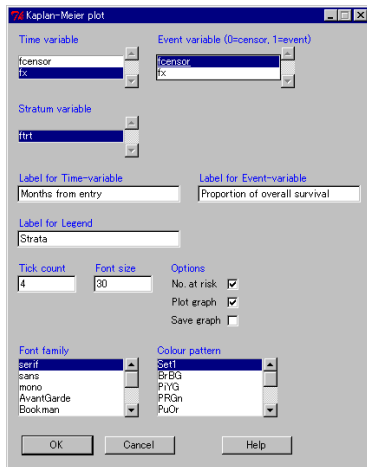 Kaplan-Meier plot
Time variable
Event variable (0=censor, 1=event)
fcensor
fx
fcensor
fx
Stratum variable
ftrt
Label for Time-variable
Label for Event-variable
Months from entry
Proportion of overall survival
Label for Legend
Strata
Tick count
Font size
Options
4
30
No. at risk
Plot graph
Save graph
Font family
Colour pattern
serif
sans
mono
AvantGarde
Bookman
Set1
BrBG
PiYG
PRGn
PuOr
OK
Cancel
Help